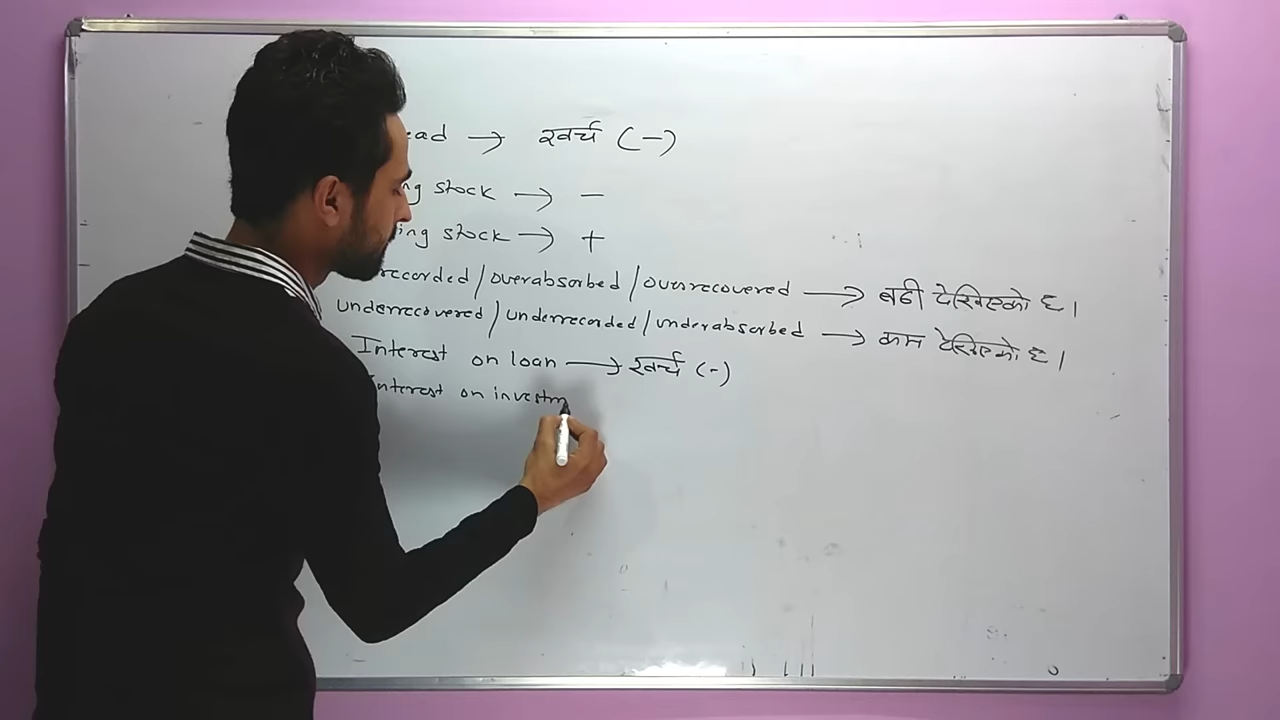 ead → खर्च (-)
ng stock → -
ing stock → +
recorded/overabsorbed/overrecovered → बढी देखिएको छ।
underrecovered/underrecorded/underabsorbed → कम देखिएको छ।
Interest on loan → खर्च (-)
Interest on investm